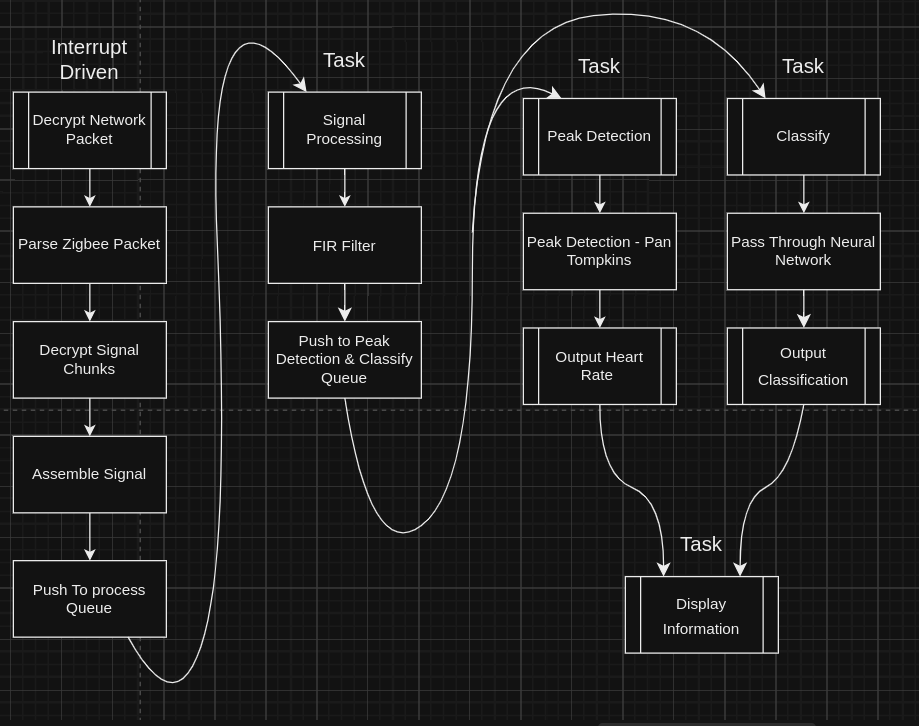 Interrupt
Driven
Decrypt Network
Packet
Parse Zigbee Packet
Decrypt Signal
Chunks
Assemble Signal
Push To process
Queue
Task
Signal
Processing
FIR Filter
Push to Peak
Detection & Classify
Queue
Task
Peak Detection
Peak Detection - Pan
Tompkins
Output Heart
Rate
Task
Classify
Pass Through Neural
Network
Output
Classification
Task
Display
Information